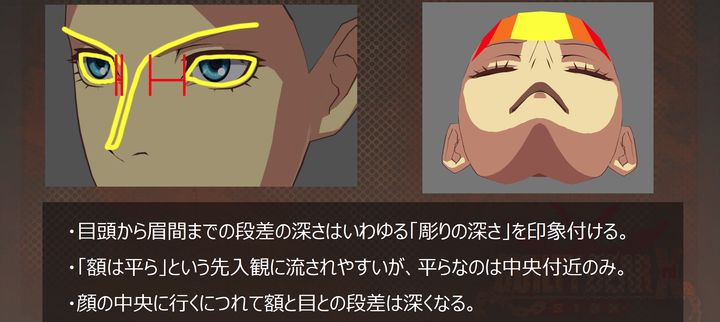 ・目頭から眉間までの段差の深さはいわゆる「彫りの深さ」を印象付ける。
・「額は平ら」という先入観に流されやすいが、平らなのは中央付近のみ。
・顔の中央に行くにつれて額と目との段差は深くなる。